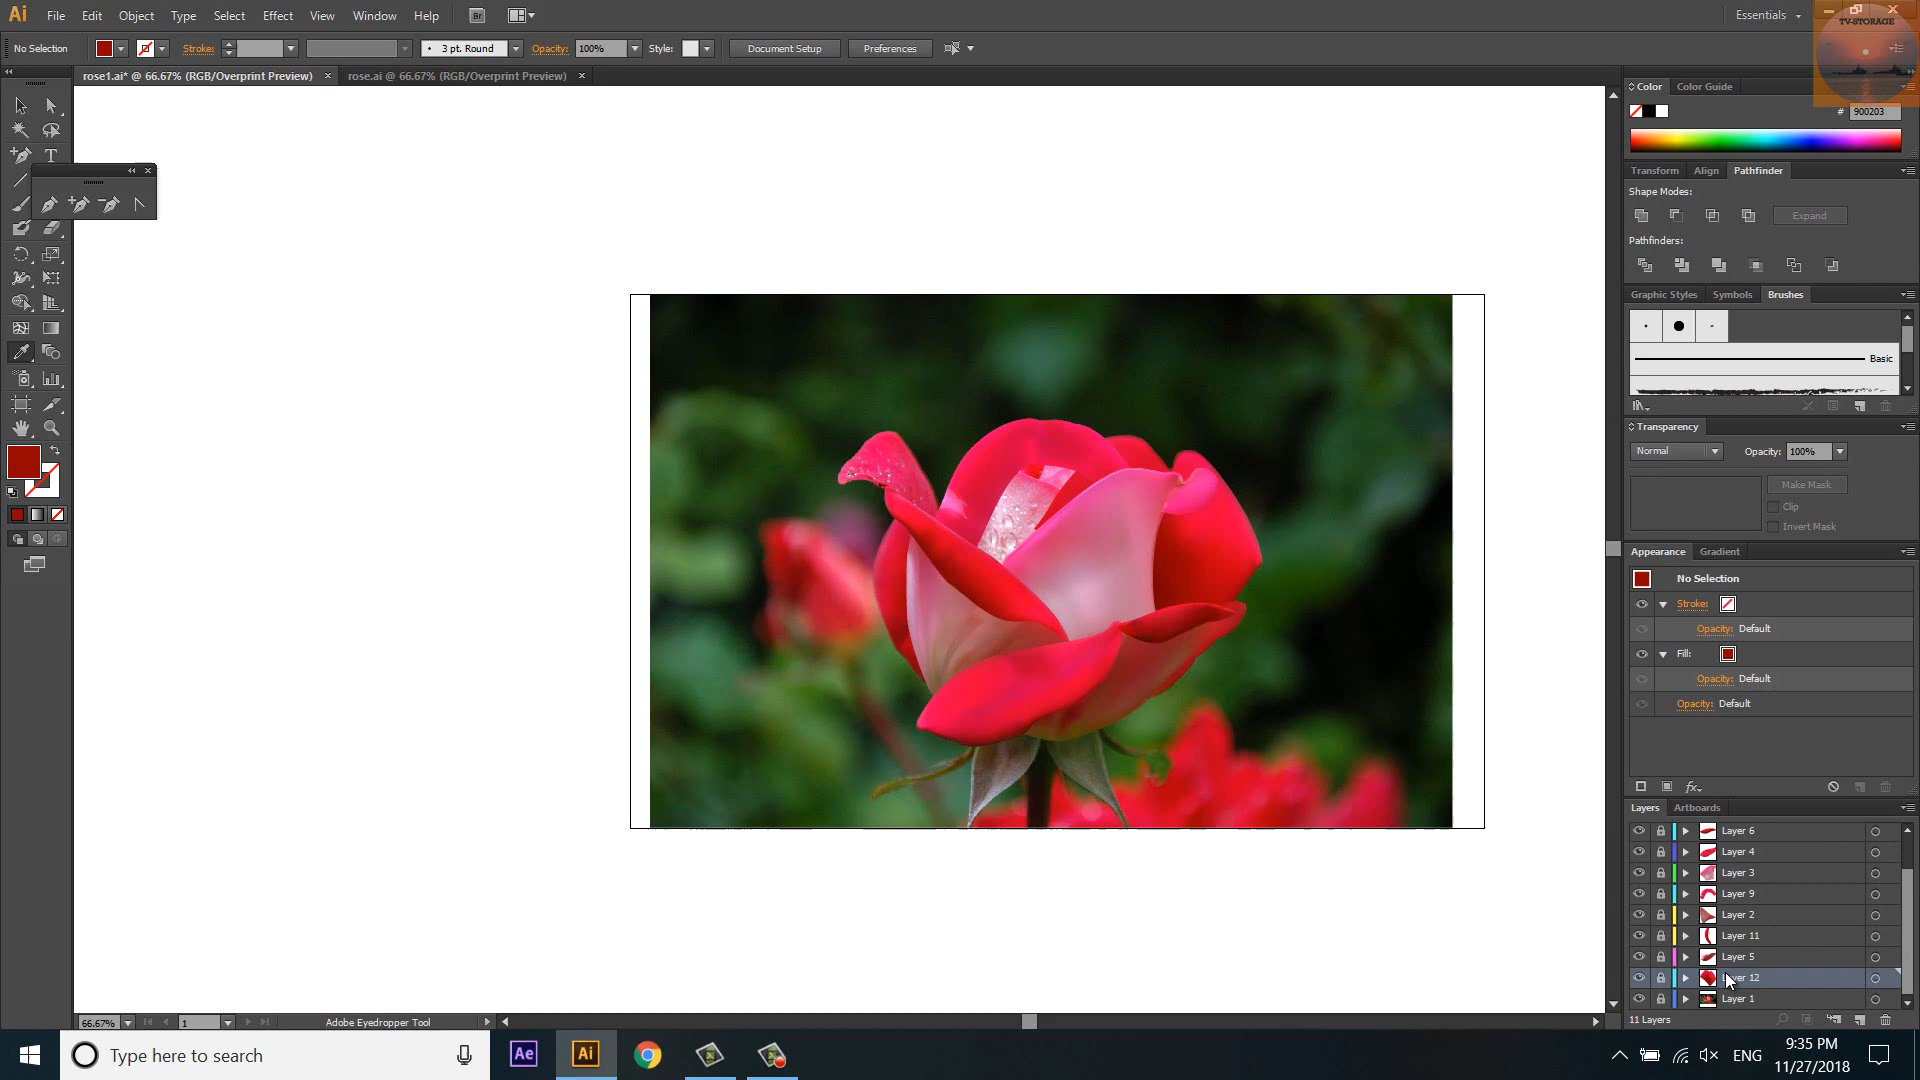 Ai File Edit Object Type Select Effect View Window Help Br Essentials
TV-STORAGE
No Selection Stroke: 3 pt. Round Opacity: 100% Style: Document Setup Preferences
rose1.ai* @ 66.67% (RGB/Overprint Preview) × rose.ai @ 66.67% (RGB/Overprint Preview) ×
Color Color Guide
# 900203
T
Transform Align Pathfinder
Shape Modes:
Expand
Pathfinders:
Graphic Styles Symbols Brushes
Basic
Transparency
Normal Opacity: 100%
Make Mask
Clip
Invert Mask
Appearance Gradient
No Selection
Stroke:
Opacity: Default
Fill:
Opacity: Default
Opacity: Default
fx
Layers Artboards
Layer 6
Layer 4
Layer 3
Layer 9
Layer 2
Layer 11
Layer 5
yer 12
Layer 1
11 Layers
66.67% 1 Adobe Eyedropper Tool
Type here to search
Ae Ai
ENG
9:35 PM
11/27/2018